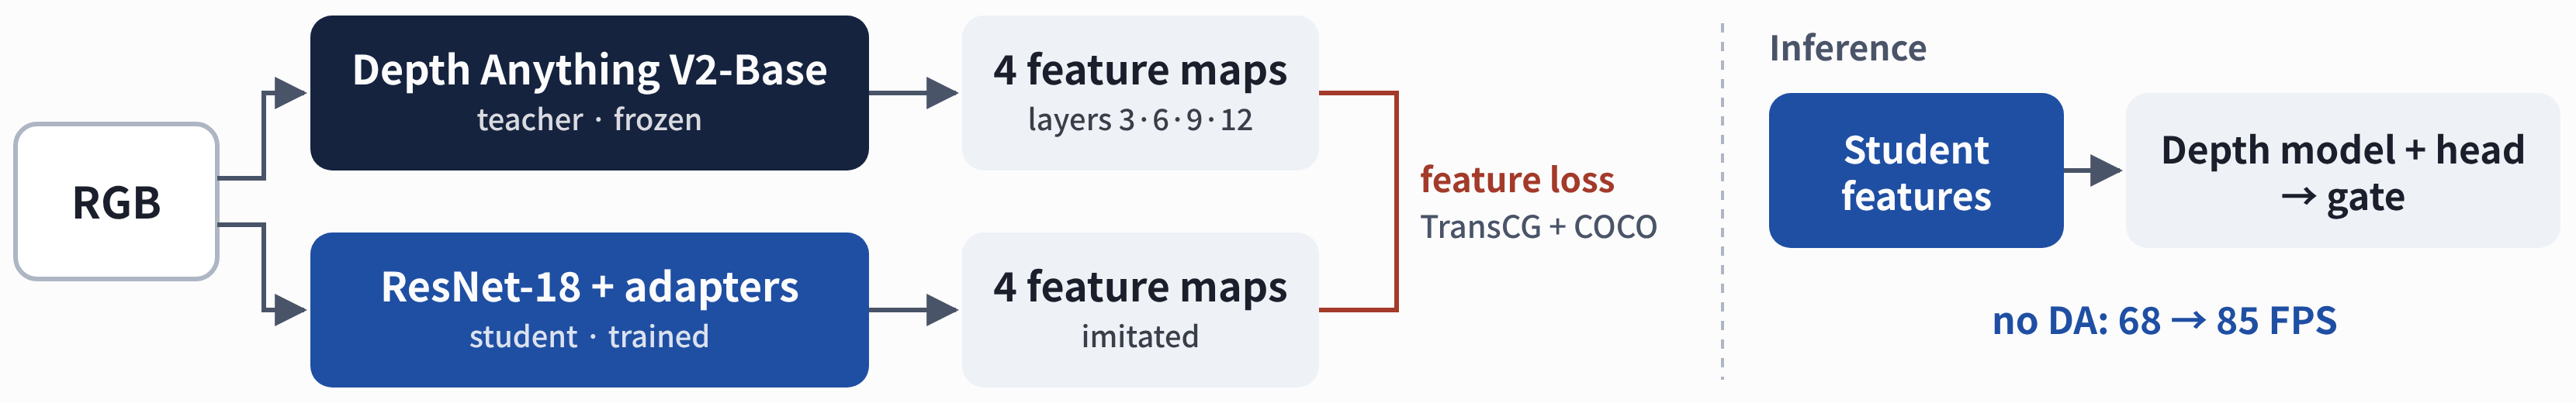 RGB
Depth Anything V2-Base
teacher · frozen
4 feature maps
layers 3·6·9·12
ResNet-18 + adapters
student · trained
4 feature maps
imitated
feature loss
TransCG + COCO
Inference
Student
features
Depth model + head
→ gate
no DA: 68 → 85 FPS